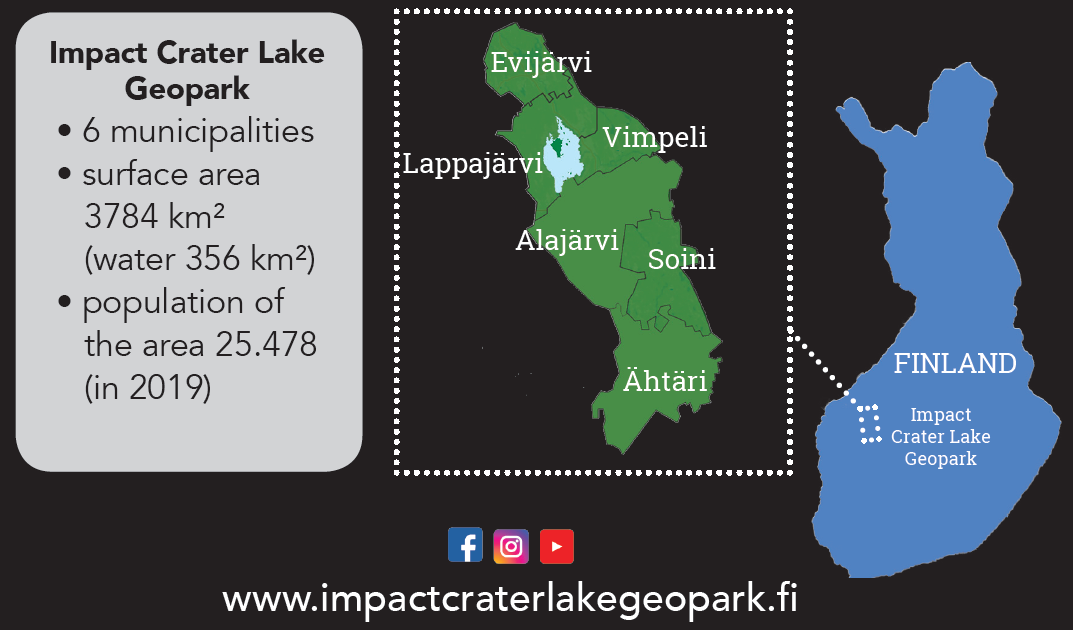 Impact Crater Lake
Geopark
• 6 municipalities
• surface area
3784 km²
(water 356 km²)
• population of
the area 25.478
(in 2019)
Evijärvi
Vimpeli
Lappajärvi
Alajärvi
Soini
Ähtäri
FINLAND
Impact
Crater Lake
Geopark
www.impactcraterlakegeopark.fi